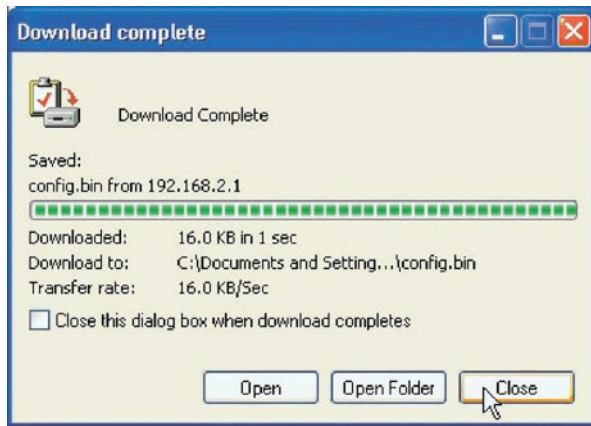 Download complete
Download Complete
Saved:
config.bin from 192.168.2.1
Downloaded: 16.0 KB in 1 sec
Download to: C:\Documents and Setting...\config.bin
Transfer rate: 16.0 KB/Sec
Close this dialog box when download completes
Open Open Folder Close